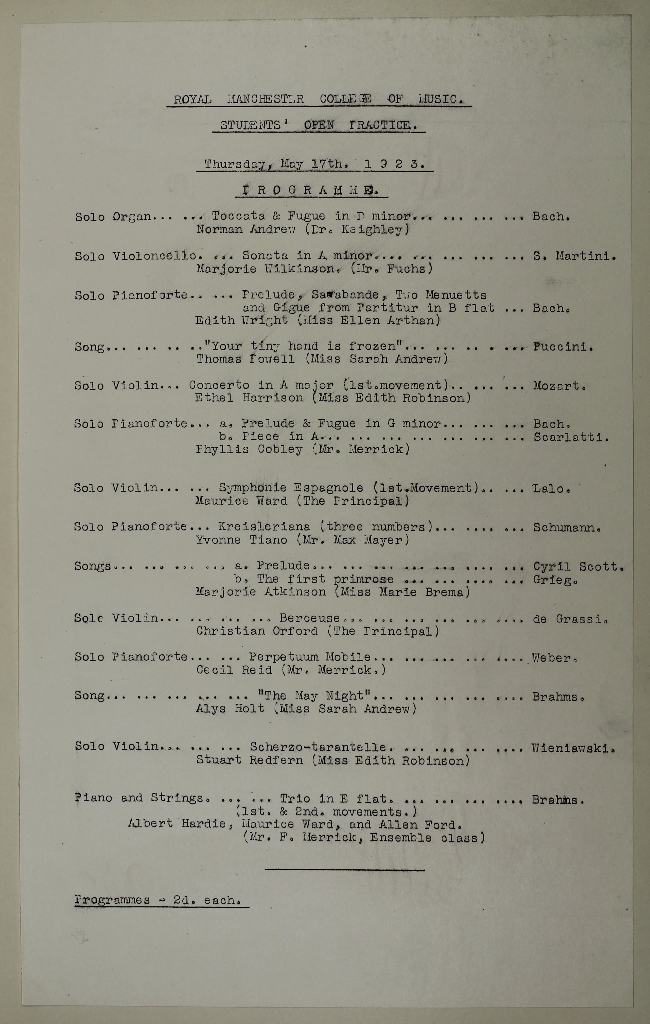 ROYAL MANCHESTER COLLEGE OF MUSIC.
STUDENTS' OPEN PRACTICE.
Thursday, May 17th. 1 9 2 3.
P R O G R A M M E.
Solo Organ... ... Toccata & Fugue in D minor... ... ... ... Bach.
Norman Andrew (Dr. Keighley)
Solo Violoncello. ... Sonata in A minor.... ... ... ... ... S. Martini.
Marjorie Wilkinson. (Mr. Fuchs)
Solo Pianoforte.. ... Prelude, Sarabande, Two Menuetts
and Gigue from Partitur in B flat ... Bach.
Edith Wright (Miss Ellen Arthan)
Song... ... .. .."Your tiny hand is frozen"... ... .. . .... Puccini.
Thomas Powell (Miss Sarah Andrew)
Solo Violin... Concerto in A major (1st.movement).. ... ... Mozart.
Ethel Harrison (Miss Edith Robinson)
Solo Pianoforte... a. Prelude & Fugue in G minor... ... ... Bach.
b. Piece in A... ... ... ... ... ... ... Scarlatti.
Phyllis Cobley (Mr. Merrick)
Solo Violin... ... Symphonie Espagnole (1st.Movement).. ... Lalo.
Maurice Ward (The Principal)
Solo Pianoforte... Kreisleriana (three numbers)... .... ... Schumann.
Yvonne Tiano (Mr. Max Mayer)
Songs... ... ... ... a. Prelude... ... ... ... .... ... Cyril Scott.
b. The first primrose ... ... .... ... Grieg.
Marjorie Atkinson (Miss Marie Brema)
Solo Violin... ... ... ... Berceuse... ... ... ... ... .... de Grassi.
Christian Orford (The Principal)
Solo Pianoforte... ... Perpetuum Mobile... ... ... ... .... Weber.
Cecil Reid (Mr. Merrick.)
Song... ... ... ... ... "The May Night"... ... ... ... .... Brahms.
Alys Holt (Miss Sarah Andrew)
Solo Violin... ... ... Scherzo-tarantelle. ... ... ... .... Wieniawski.
Stuart Redfern (Miss Edith Robinson)
Piano and Strings. ... ... Trio in E flat. ... ... ... .... Brahms.
(1st. & 2nd. movements.)
Albert Hardie, Maurice Ward, and Allen Ford.
(Mr. F. Merrick, Ensemble class)
Programmes - 2d. each.